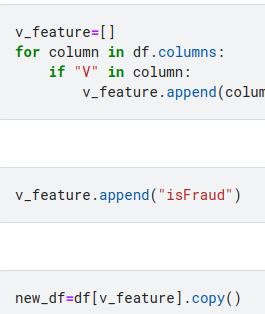 v_feature=[]
for column in df.columns:
    if "V" in column:
        v_feature.append(colum
v_feature.append("isFraud")
new_df=df[v_feature].copy()